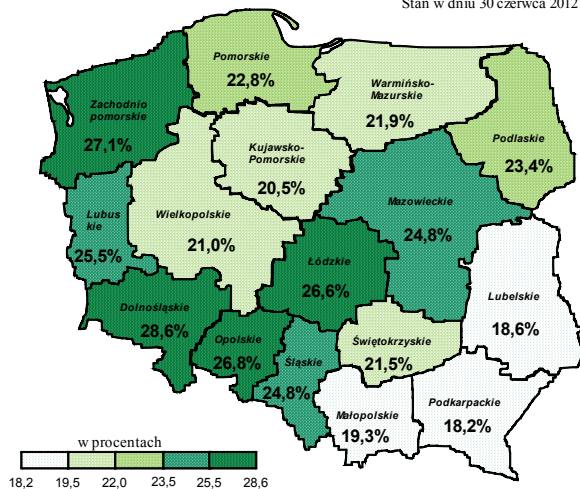 Stan w dniu 30 czerwca 2012
Pomorskie
22,8%
Warmińsko-
Mazurskie
21,9%
Zachodnio
pomorskie
27,1%
Podlaskie
23,4%
Kujawsko-
Pomorskie
20,5%
Mazowieckie
24,8%
Lubus
kie
25,5%
Wielkopolskie
21,0%
Łódzkie
26,6%
Lubelskie
18,6%
Dolnośląskie
28,6%
Opolskie
26,8%
Śląskie
24,8%
Świętokrzyskie
21,5%
Małopolskie
19,3%
Podkarpackie
18,2%
w procentach
18,2 19,5 22,0 23,5 25,5 28,6